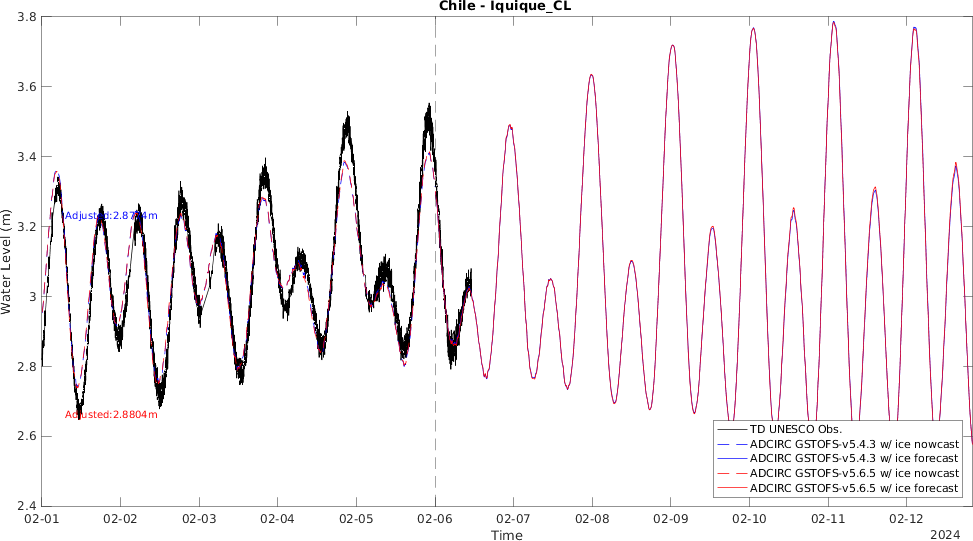 Chile - Iquique_CL
Water Level (m)
3.8
3.6
3.4
3.2
3
2.8
2.6
2.4
Adjusted:2.8794m
Adjusted:2.8804m
TD UNESCO Obs.
ADCIRC GSTOFS-v5.4.3 w/ ice nowcast
ADCIRC GSTOFS-v5.4.3 w/ ice forecast
ADCIRC GSTOFS-v5.6.5 w/ ice nowcast
ADCIRC GSTOFS-v5.6.5 w/ ice forecast
02-01 02-02 02-03 02-04 02-05 02-06 02-07 02-08 02-09 02-10 02-11 02-12
Time
2024